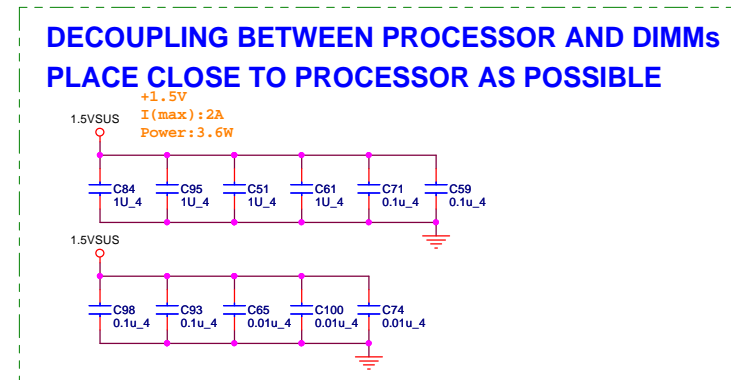 DECOUPLING BETWEEN PROCESSOR AND DIMMs
PLACE CLOSE TO PROCESSOR AS POSSIBLE
+1.5V
I(max):2A
Power:3.6W
1.5VSUS
C84 C95 C51 C61 C71 C59
1U_4 1U_4 1U_4 1U_4 0.1u_4 0.1u_4
1.5VSUS
C98 C93 C65 C100 C74
0.1u_4 0.1u_4 0.01u_4 0.01u_4 0.01u_4